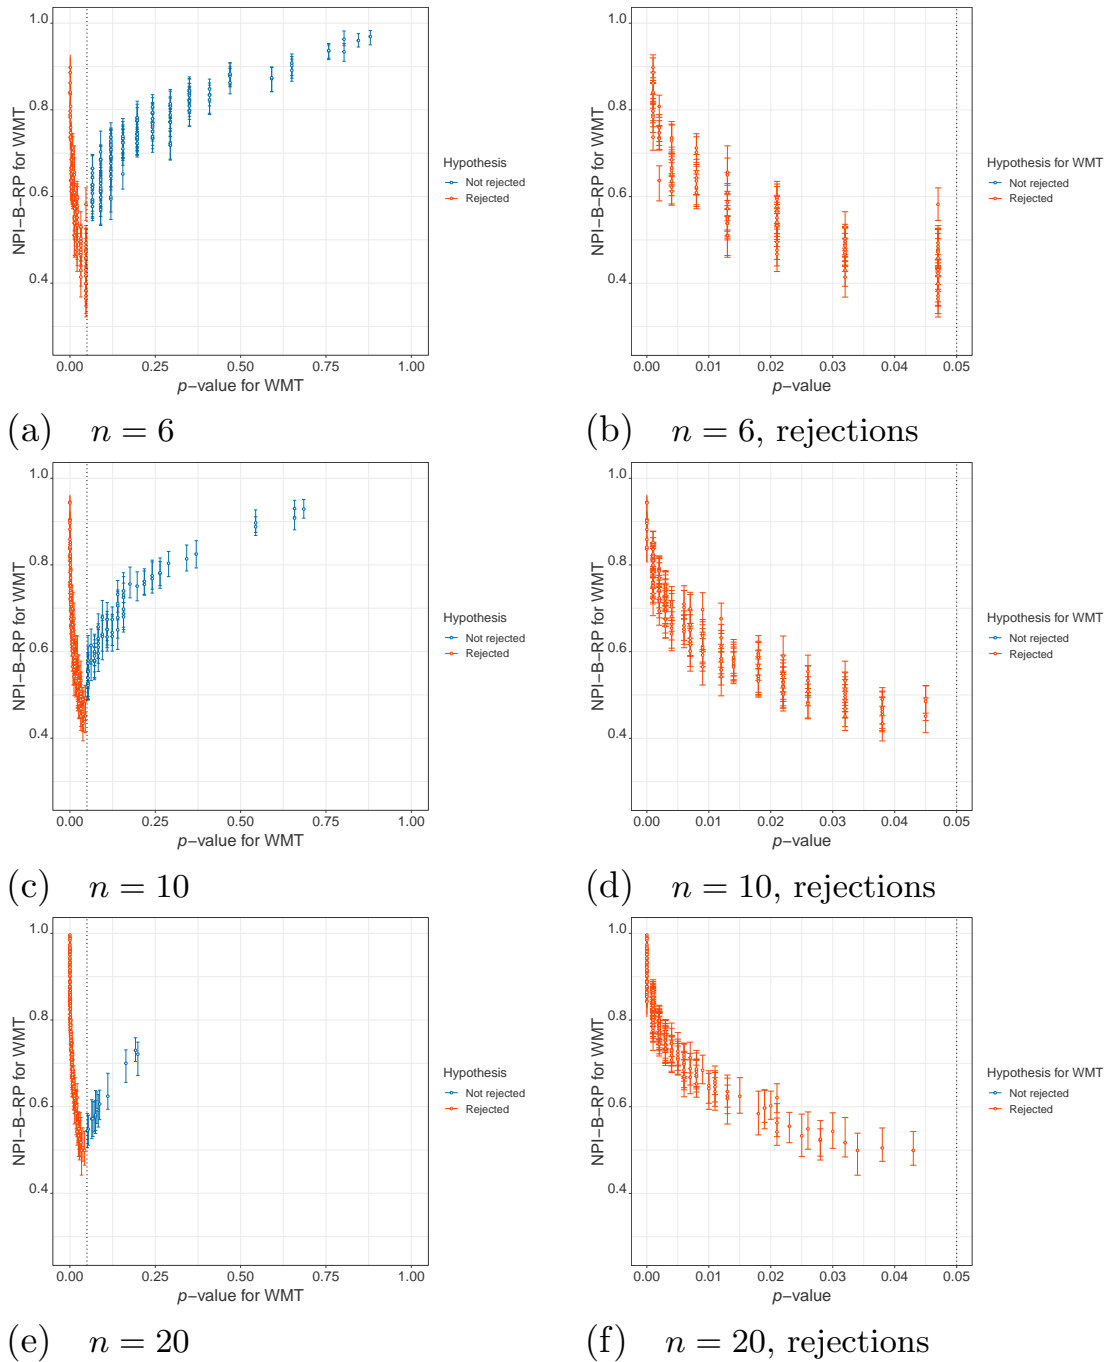 1.0
0.8
0.6
0.4
NPI−B−RP for WMT
0.00 0.25 0.50 0.75 1.00
p−value for WMT
Hypothesis
Not rejected
Rejected
(a) n = 6
1.0
0.8
0.6
0.4
NPI−B−RP for WMT
0.00 0.01 0.02 0.03 0.04 0.05
p−value
Hypothesis for WMT
Not rejected
Rejected
(b) n = 6, rejections
1.0
0.8
0.6
0.4
NPI−B−RP for WMT
0.00 0.25 0.50 0.75 1.00
p−value for WMT
Hypothesis
Not rejected
Rejected
(c) n = 10
1.0
0.8
0.6
0.4
NPI−B−RP for WMT
0.00 0.01 0.02 0.03 0.04 0.05
p−value
Hypothesis for WMT
Not rejected
Rejected
(d) n = 10, rejections
1.0
0.8
0.6
0.4
NPI−B−RP for WMT
0.00 0.25 0.50 0.75 1.00
p−value for WMT
Hypothesis
Not rejected
Rejected
(e) n = 20
1.0
0.8
0.6
0.4
NPI−B−RP for WMT
0.00 0.01 0.02 0.03 0.04 0.05
p−value
Hypothesis for WMT
Not rejected
Rejected
(f) n = 20, rejections